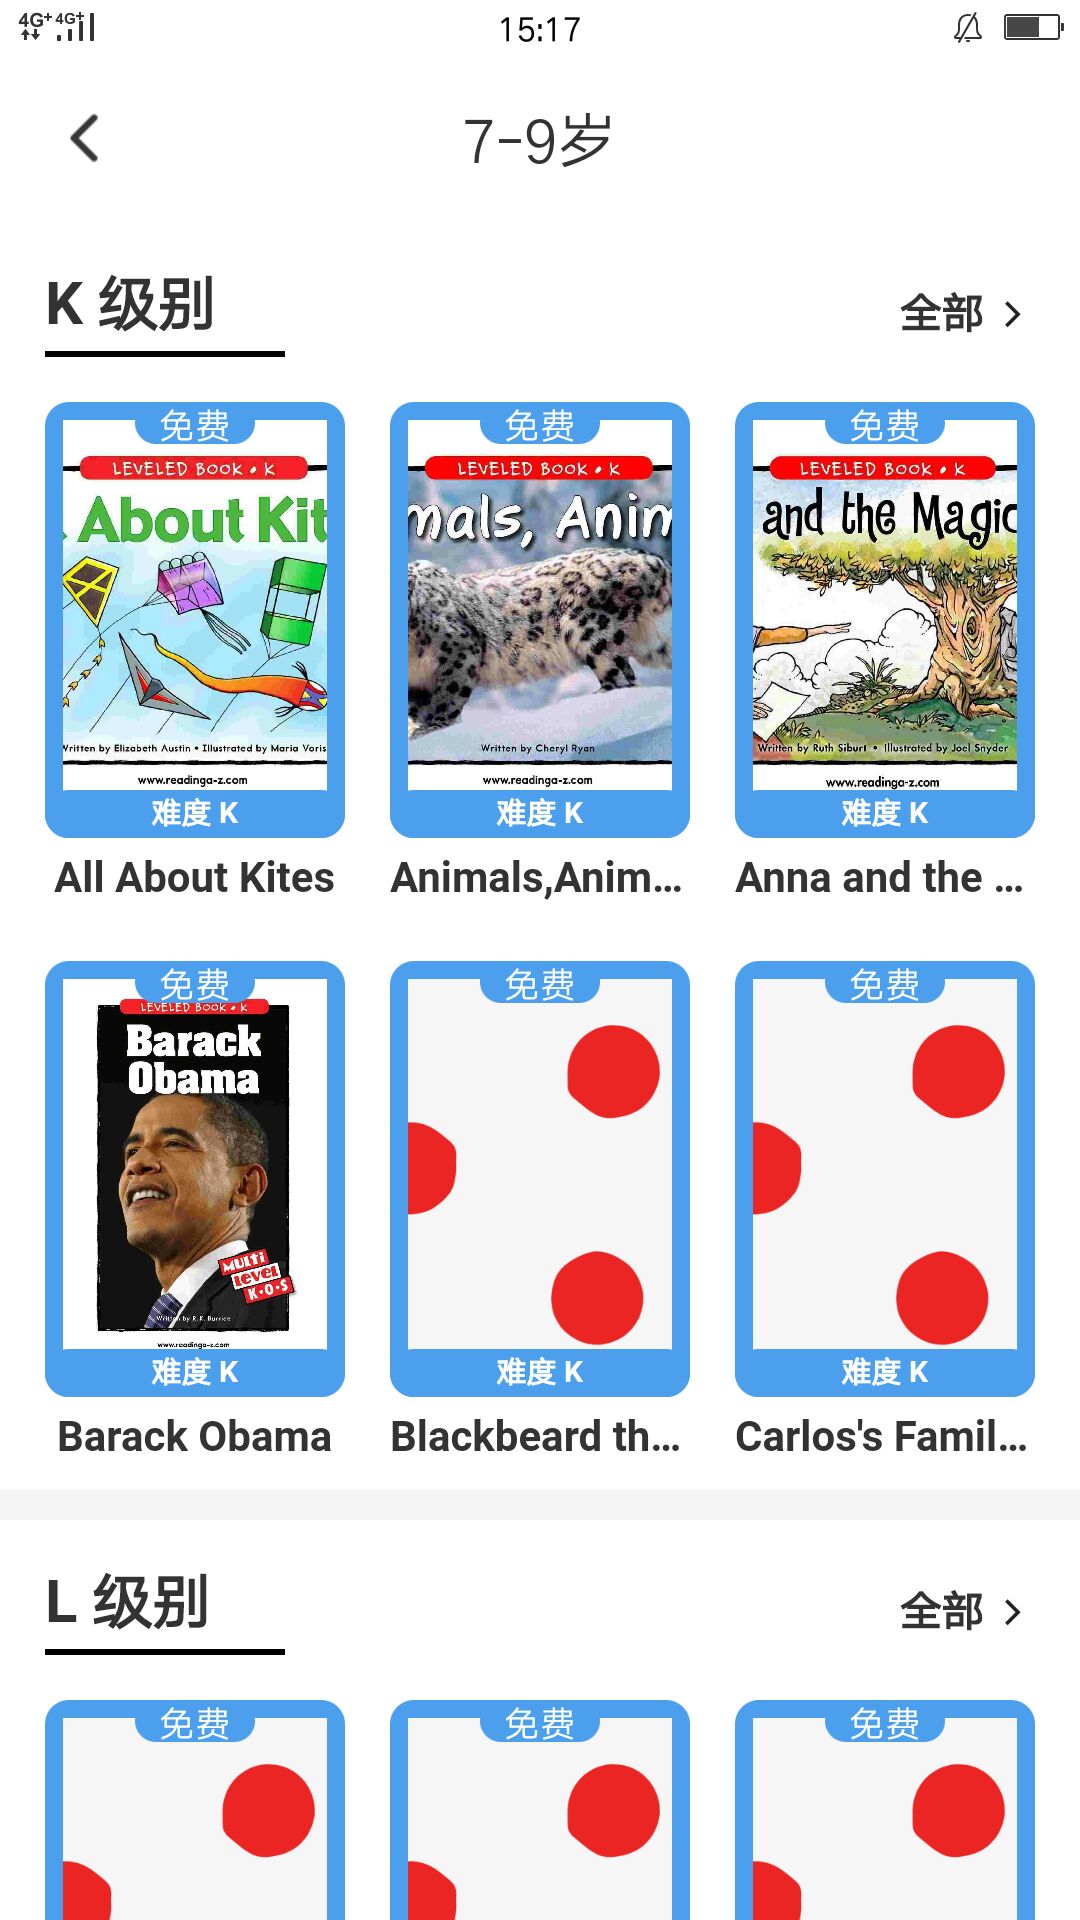 4G+ 4G+ 15:17
7-9岁
K 级别
全部
免费 免费 免费
LEVELED BOOK • K LEVELED BOOK • K LEVELED BOOK • K
About Kit mals, Anim and the Magic
Written by Elizabeth Austin • Illustrated by Maria Voris Written by Cheryl Ryan Written by Ruth Siburt • Illustrated by Joel Snyder
www.readinga-z.com www.readinga-z.com www.readinga-z.com
难度 K 难度 K 难度 K
All About Kites Animals,Anim... Anna and the ...
免费 免费 免费
LEVELED BOOK • K
Barack
Obama
MULTI
LEVEL
K•O•S
Written by R.K. Burrice
www.readinga-z.com
难度 K 难度 K 难度 K
Barack Obama Blackbeard th... Carlos's Famil...
L 级别
全部
免费 免费 免费